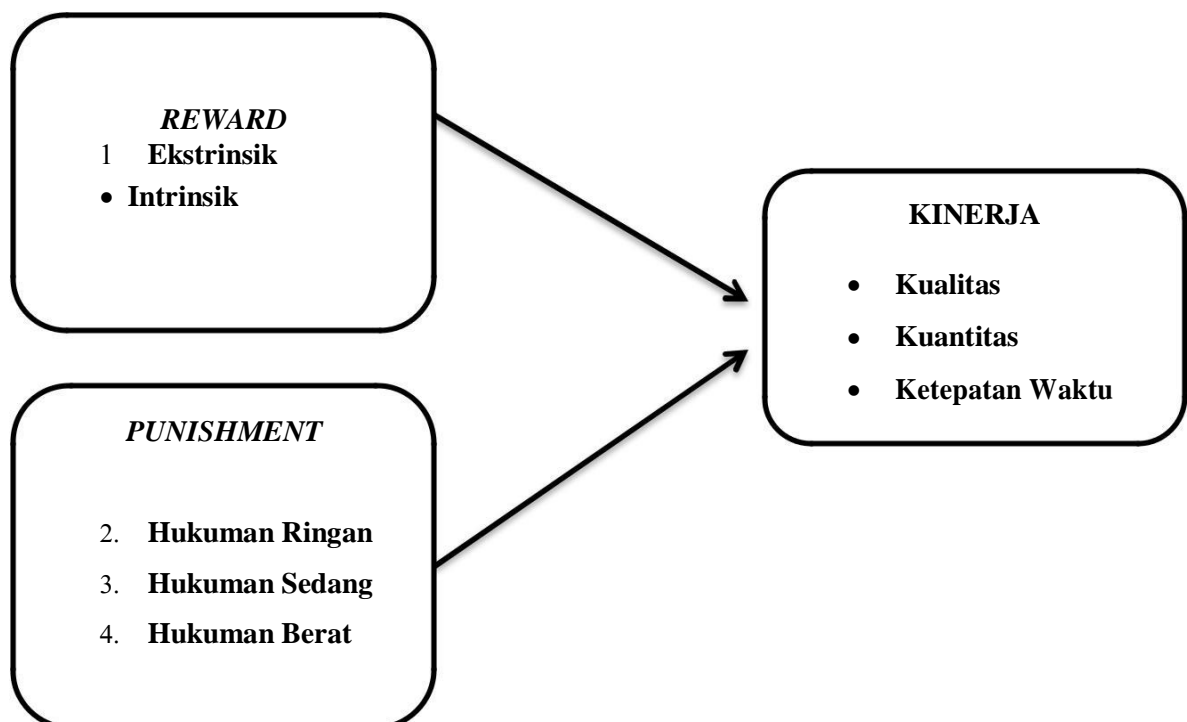 REWARD
1 Ekstrinsik
• Intrinsik
PUNISHMENT
2. Hukuman Ringan
3. Hukuman Sedang
4. Hukuman Berat
KINERJA
• Kualitas
• Kuantitas
• Ketepatan Waktu